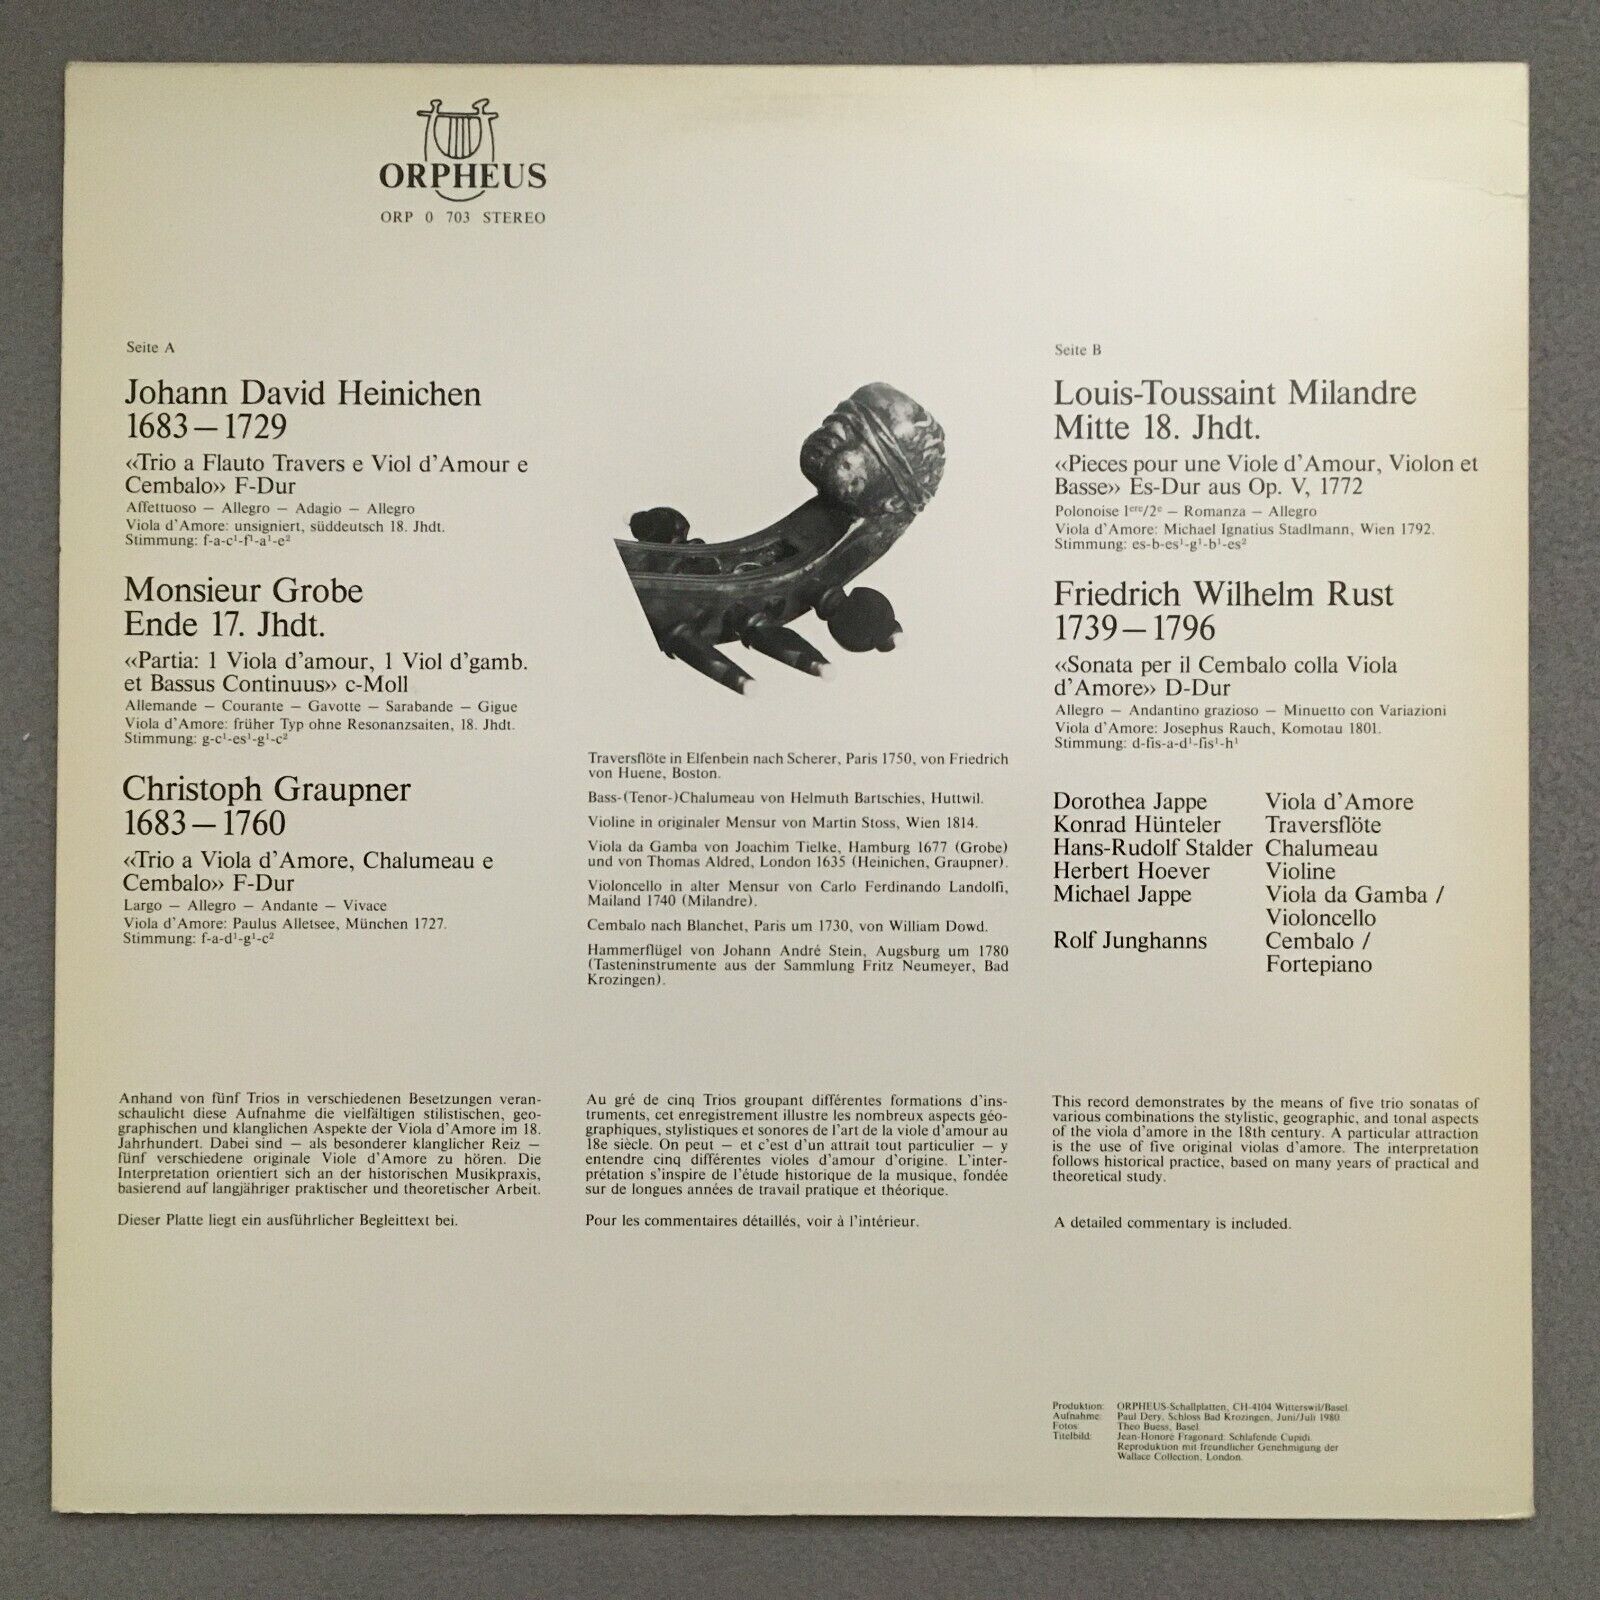 ORPHEUS
ORP 0 703 STEREO
Seite A
Johann David Heinichen
1683 – 1729
‹‹Trio a Flauto Travers e Viol d'Amour e
Cembalo›› F-Dur
Affettuoso – Allegro – Adagio – Allegro
Viola d'Amore: unsigniert, süddeutsch 18. Jhdt.
Stimmung: f-a-c¹-f¹-a¹-e²
Monsieur Grobe
Ende 17. Jhdt.
‹‹Partia: 1 Viola d'amour, 1 Viol d'gamb.
et Bassus Continuus›› c-Moll
Allemande – Courante – Gavotte – Sarabande – Gigue
Viola d'Amore: früher Typ ohne Resonanzsaiten, 18. Jhdt.
Stimmung: g-c¹-es¹-g¹-c²
Christoph Graupner
1683 – 1760
‹‹Trio a Viola d'Amore, Chalumeau e
Cembalo›› F-Dur
Largo – Allegro – Andante – Vivace
Viola d'Amore: Paulus Alletsee, München 1727.
Stimmung: f-a-d¹-g¹-c²
Traversflöte in Elfenbein nach Scherer, Paris 1750, von Friedrich
von Huene, Boston.
Bass-(Tenor-)Chalumeau von Helmuth Bartschies, Huttwil.
Violine in originaler Mensur von Martin Stoss, Wien 1814.
Viola da Gamba von Joachim Tielke, Hamburg 1677 (Grobe)
und von Thomas Aldred, London 1635 (Heinichen, Graupner).
Violoncello in alter Mensur von Carlo Ferdinando Landolfi,
Mailand 1740 (Milandre).
Cembalo nach Blanchet, Paris um 1730, von William Dowd.
Hammerflügel von Johann André Stein, Augsburg um 1780
(Tasteninstrumente aus der Sammlung Fritz Neumeyer, Bad
Krozingen).
Seite B
Louis-Toussaint Milandre
Mitte 18. Jhdt.
‹‹Pieces pour une Viole d'Amour, Violon et
Basse›› Es-Dur aus Op. V, 1772
Polonoise 1ᵉʳᵉ/2ᵉ – Romanza – Allegro
Viola d'Amore: Michael Ignatius Stadlmann, Wien 1792.
Stimmung: es-b-es¹-g¹-b¹-es²
Friedrich Wilhelm Rust
1739 – 1796
‹‹Sonata per il Cembalo colla Viola
d'Amore›› D-Dur
Allegro – Andantino grazioso – Minuetto con Variazioni
Viola d'Amore: Josephus Rauch, Komotau 1801.
Stimmung: d-fis-a-d¹-fis¹-h¹
Dorothea Jappe Viola d'Amore
Konrad Hünteler Traversflöte
Hans-Rudolf Stalder Chalumeau
Herbert Hoever Violine
Michael Jappe Viola da Gamba /
Violoncello
Rolf Junghanns Cembalo /
Fortepiano
Anhand von fünf Trios in verschiedenen Besetzungen veran-
schaulicht diese Aufnahme die vielfältigen stilistischen, geo-
graphischen und klanglichen Aspekte der Viola d'Amore im 18.
Jahrhundert. Dabei sind – als besonderer klanglicher Reiz –
fünf verschiedene originale Viole d'Amore zu hören. Die
Interpretation orientiert sich an der historischen Musikpraxis,
basierend auf langjähriger praktischer und theoretischer Arbeit.
Dieser Platte liegt ein ausführlicher Begleittext bei.
Au gré de cinq Trios groupant différentes formations d'ins-
truments, cet enregistrement illustre les nombreux aspects géo-
graphiques, stylistiques et sonores de l'art de la viole d'amour au
18e siècle. On peut – et c'est d'un attrait tout particulier – y
entendre cinq différentes violes d'amour d'origine. L'inter-
prétation s'inspire de l'étude historique de la musique, fondée
sur de longues années de travail pratique et théorique.
Pour les commentaires détaillés, voir à l'intérieur.
This record demonstrates by the means of five trio sonatas of
various combinations the stylistic, geographic, and tonal aspects
of the viola d'amore in the 18th century. A particular attraction
is the use of five original violas d'amore. The interpretation
follows historical practice, based on many years of practical and
theoretical study.
A detailed commentary is included.
Produktion: ORPHEUS-Schallplatten, CH-4104 Witterswil/Basel
Aufnahme: Paul Dery, Schloss Bad Krozingen, Juni/Juli 1980.
Fotos: Theo Buess, Basel
Titelbild: Jean-Honoré Fragonard: Schlafende Cupidi.
Reproduktion mit freundlicher Genehmigung der
Wallace Collection, London.